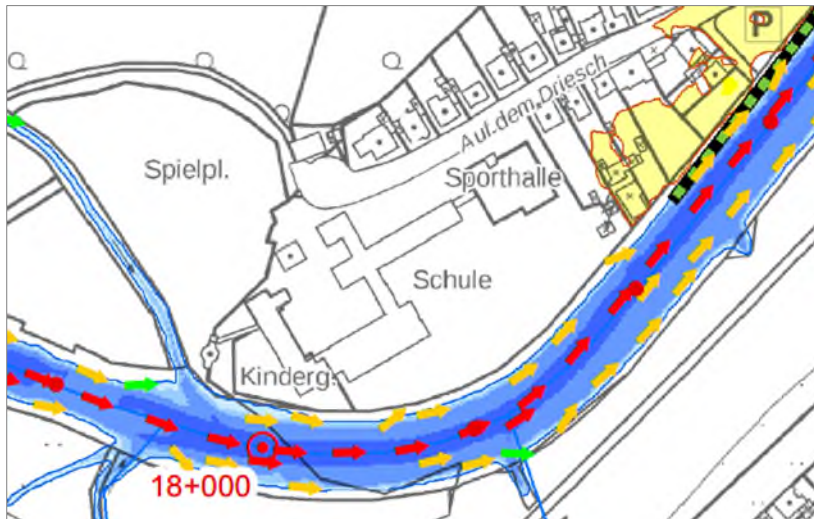 P
Auf dem Driesch
Spielpl.
Sporthalle
Schule
Kinderg.
18+000